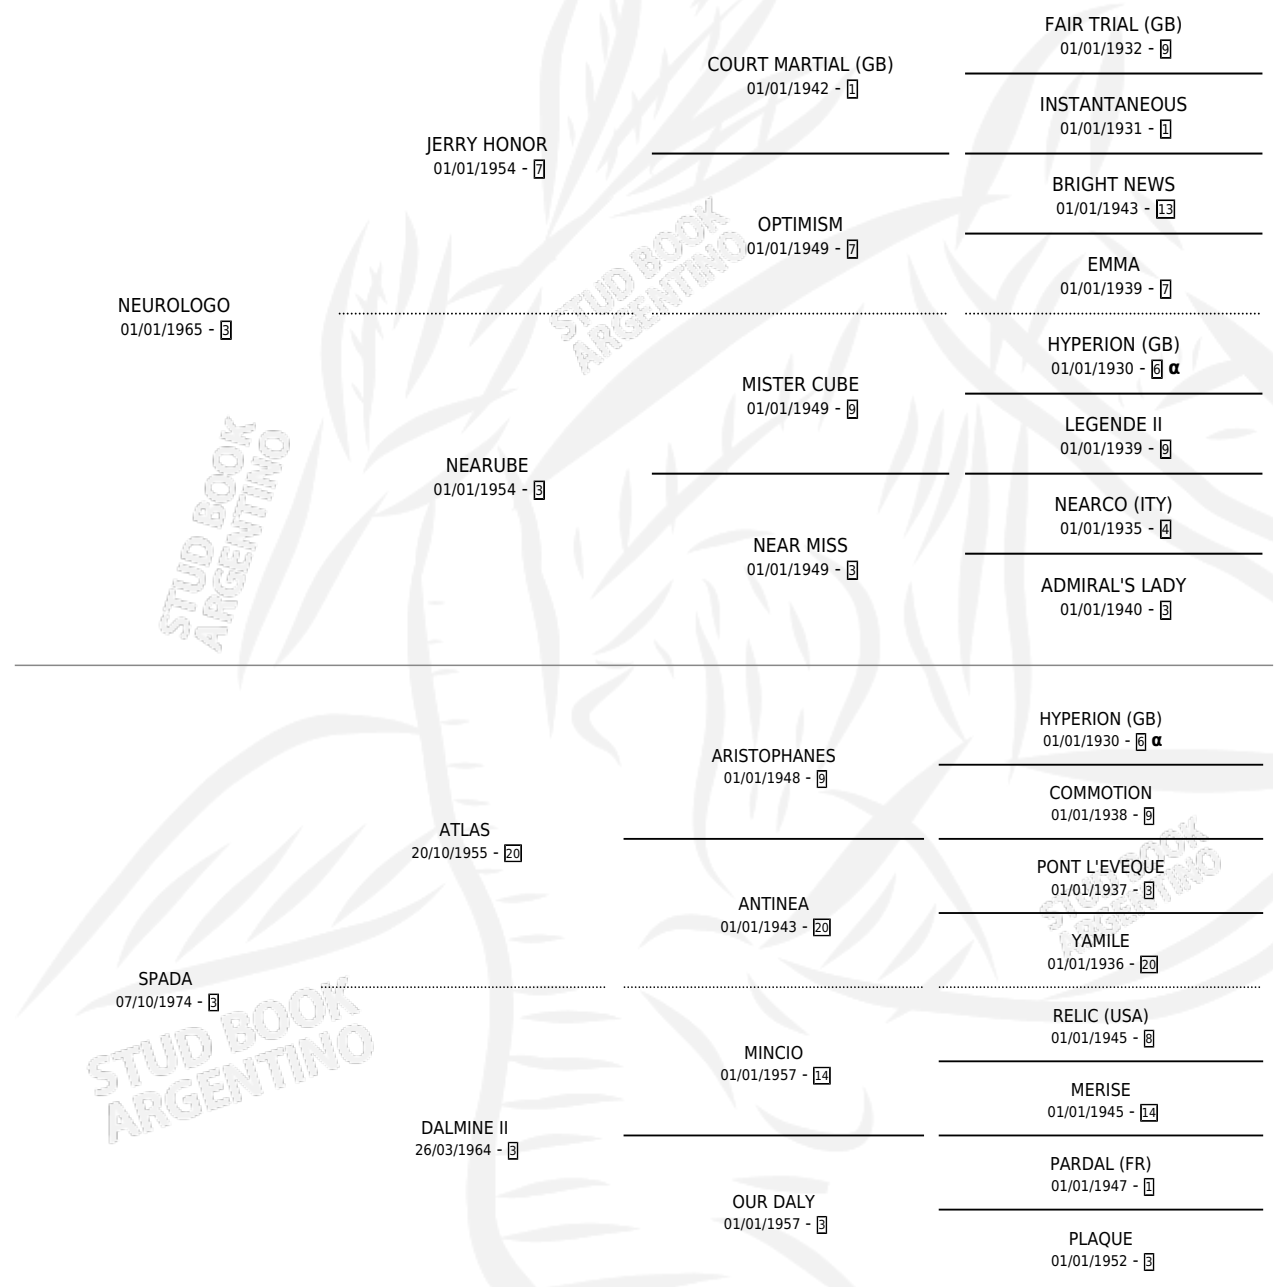 FAIR TRIAL (GB)
01/01/1932 - 9
COURT MARTIAL (GB)
01/01/1942 - 1
INSTANTANEOUS
01/01/1931 - 1
JERRY HONOR
01/01/1954 - 7
BRIGHT NEWS
01/01/1943 - 13
OPTIMISM
01/01/1949 - 7
EMMA
01/01/1939 - 7
NEUROLOGO
01/01/1965 - 3
HYPERION (GB)
01/01/1930 - 6 α
MISTER CUBE
01/01/1949 - 9
LEGENDE II
01/01/1939 - 9
NEARUBE
01/01/1954 - 3
NEARCO (ITY)
01/01/1935 - 4
NEAR MISS
01/01/1949 - 3
ADMIRAL'S LADY
01/01/1940 - 3
HYPERION (GB)
01/01/1930 - 6 α
ARISTOPHANES
01/01/1948 - 9
COMMOTION
01/01/1938 - 9
ATLAS
20/10/1955 - 20
PONT L'EVEQUE
01/01/1937 - 3
ANTINEA
01/01/1943 - 20
YAMILE
01/01/1936 - 20
SPADA
07/10/1974 - 3
RELIC (USA)
01/01/1945 - 8
MINCIO
01/01/1957 - 14
MERISE
01/01/1945 - 14
DALMINE II
26/03/1964 - 3
PARDAL (FR)
01/01/1947 - 1
OUR DALY
01/01/1957 - 3
PLAQUE
01/01/1952 - 3
STUD BOOK
ARGENTINO
STUD BOOK
ARGENTINO
STUD BOOK
ARGENTINO
STUD BOOK
ARGENTINO